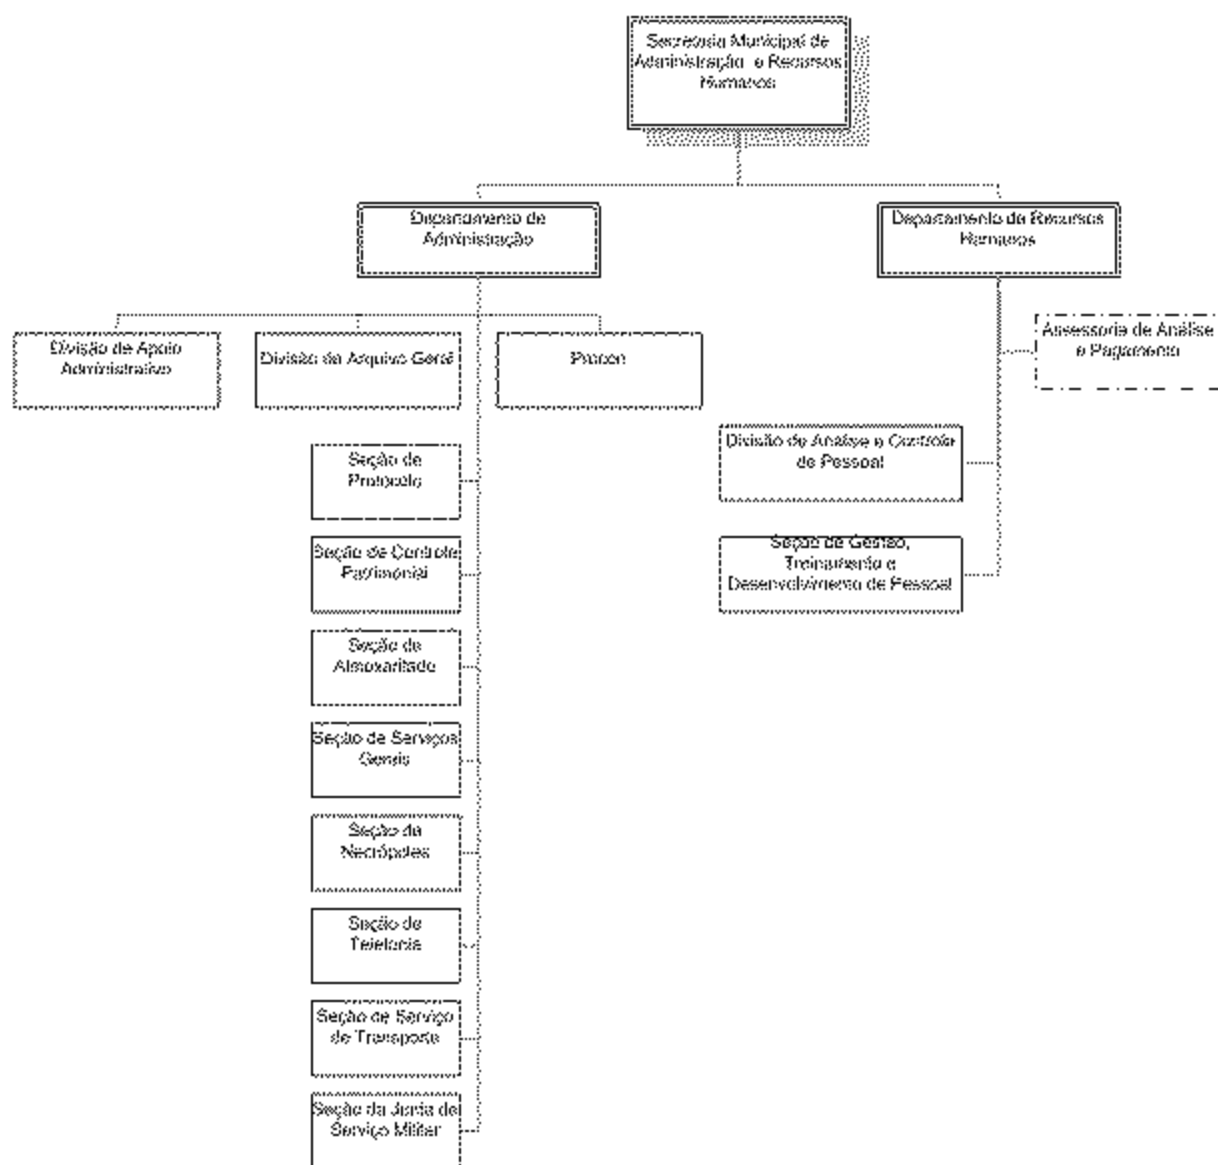 Secretaria Municipal de
Administração e Recursos
Humanos
Departamento de
Administração
Departamento de Recursos
Humanos
Divisão de Apoio
Administrativo
Divisão de Arquivo Geral
Procon
Assessoria de Análise
e Pagamento
Divisão de Análise e Controle
de Pessoal
Seção de Gestão,
Treinamento e
Desenvolvimento de Pessoal
Seção de
Protocolo
Seção de Controle
Patrimonial
Seção de
Almoxarifado
Seção de Serviços
Gerais
Seção de
Necrópoles
Seção de
Telefonia
Seção de Serviço
de Transporte
Seção da Junta de
Serviço Militar